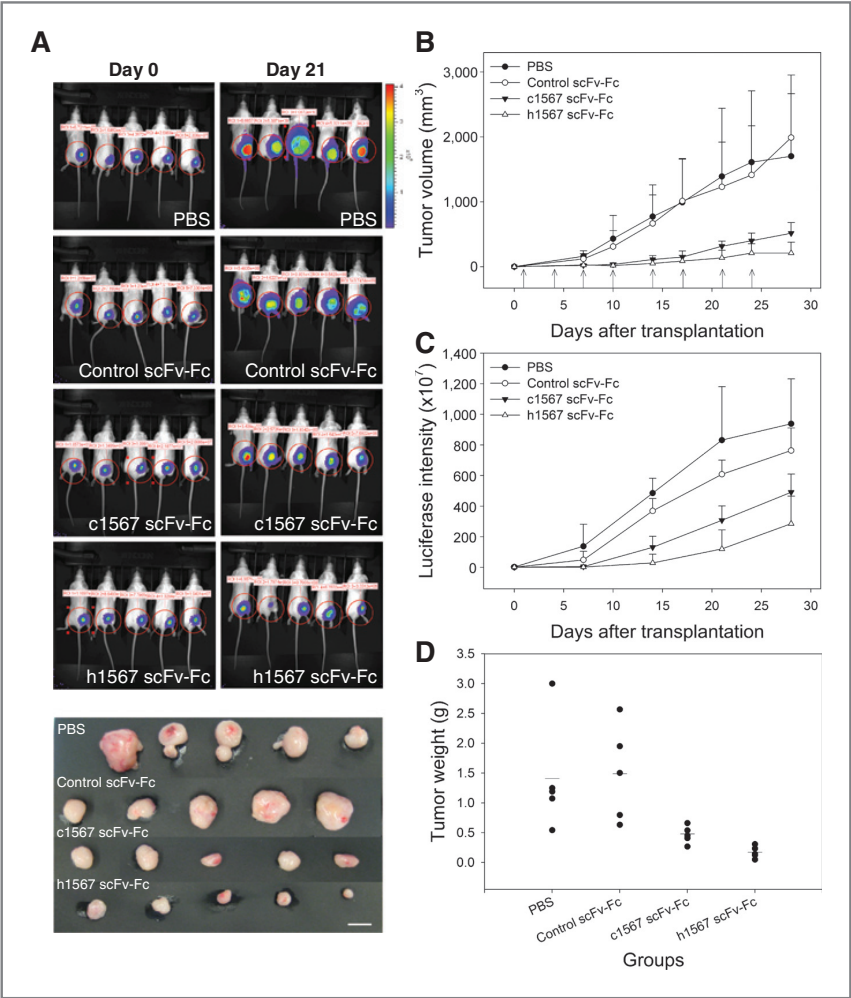 A
Day 0
Day 21
PBS
PBS
Control scFv-Fc
Control scFv-Fc
c1567 scFv-Fc
c1567 scFv-Fc
h1567 scFv-Fc
h1567 scFv-Fc
PBS
Control scFv-Fc
c1567 scFv-Fc
h1567 scFv-Fc
B
Tumor volume (mm³)
3,000
2,000
1,000
0
PBS
Control scFv-Fc
c1567 scFv-Fc
h1567 scFv-Fc
0 5 10 15 20 25 30
Days after transplantation
C
Luciferase intensity (x10⁷)
1,400
1,200
1,000
800
600
400
200
0
PBS
Control scFv-Fc
c1567 scFv-Fc
h1567 scFv-Fc
0 5 10 15 20 25 30
Days after transplantation
D
Tumor weight (g)
3.5
3.0
2.5
2.0
1.5
1.0
0.5
0.0
PBS
Control scFv-Fc
c1567 scFv-Fc
h1567 scFv-Fc
Groups